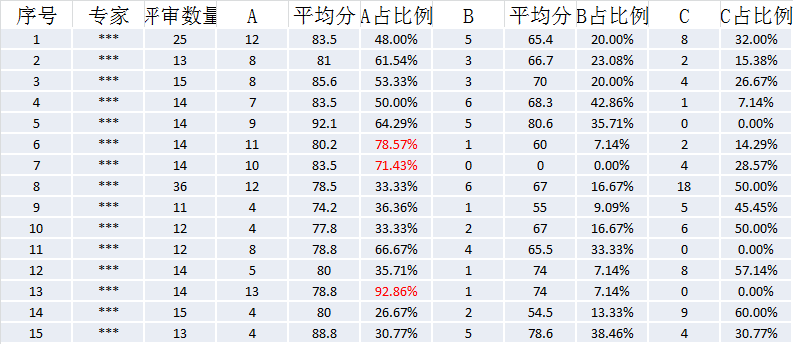 序号 专家 评审数量 A 平均分 A占比例 B 平均分 B占比例 C C占比例
1 *** 25 12 83.5 48.00% 5 65.4 20.00% 8 32.00%
2 *** 13 8 81 61.54% 3 66.7 23.08% 2 15.38%
3 *** 15 8 85.6 53.33% 3 70 20.00% 4 26.67%
4 *** 14 7 83.5 50.00% 6 68.3 42.86% 1 7.14%
5 *** 14 9 92.1 64.29% 5 80.6 35.71% 0 0.00%
6 *** 14 11 80.2 78.57% 1 60 7.14% 2 14.29%
7 *** 14 10 83.5 71.43% 0 0 0.00% 4 28.57%
8 *** 36 12 78.5 33.33% 6 67 16.67% 18 50.00%
9 *** 11 4 74.2 36.36% 1 55 9.09% 5 45.45%
10 *** 12 4 77.8 33.33% 2 67 16.67% 6 50.00%
11 *** 12 8 78.8 66.67% 4 65.5 33.33% 0 0.00%
12 *** 14 5 80 35.71% 1 74 7.14% 8 57.14%
13 *** 14 13 78.8 92.86% 1 74 7.14% 0 0.00%
14 *** 15 4 80 26.67% 2 54.5 13.33% 9 60.00%
15 *** 13 4 88.8 30.77% 5 78.6 38.46% 4 30.77%